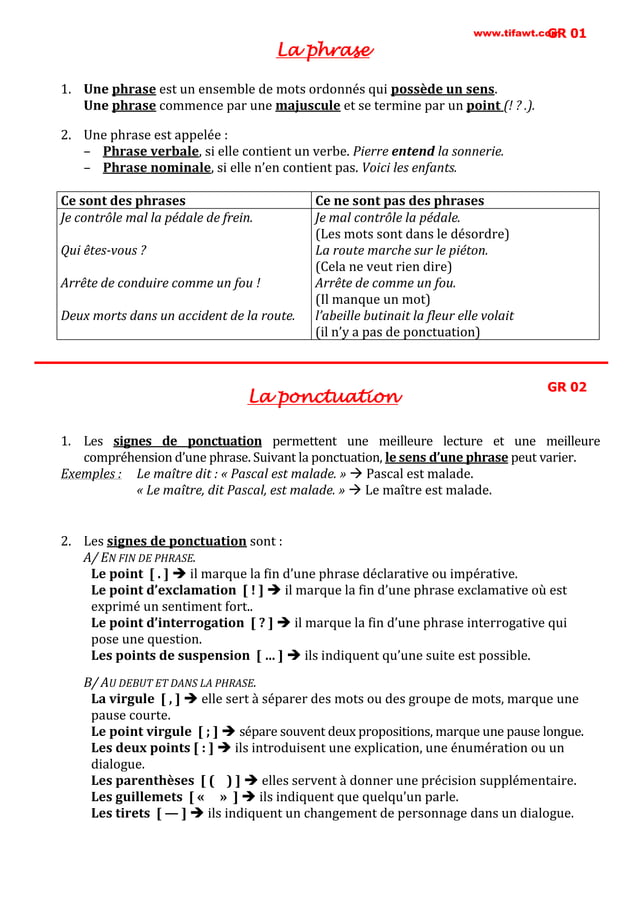 www.tifawt.com
GR 01
La phrase
1. Une phrase est un ensemble de mots ordonnés qui possède un sens.
Une phrase commence par une majuscule et se termine par un point (! ? .).
2. Une phrase est appelée :
– Phrase verbale, si elle contient un verbe. Pierre entend la sonnerie.
– Phrase nominale, si elle n’en contient pas. Voici les enfants.
Ce sont des phrases
Ce ne sont pas des phrases
Je contrôle mal la pédale de frein.
Je mal contrôle la pédale.
(Les mots sont dans le désordre)
Qui êtes-vous ?
La route marche sur le piéton.
(Cela ne veut rien dire)
Arrête de conduire comme un fou !
Arrête de comme un fou.
(Il manque un mot)
Deux morts dans un accident de la route.
l’abeille butinait la fleur elle volait
(il n’y a pas de ponctuation)
GR 02
La ponctuation
1. Les signes de ponctuation permettent une meilleure lecture et une meilleure
compréhension d’une phrase. Suivant la ponctuation, le sens d’une phrase peut varier.
Exemples : Le maître dit : « Pascal est malade. » → Pascal est malade.
« Le maître, dit Pascal, est malade. » → Le maître est malade.
2. Les signes de ponctuation sont :
A/ EN FIN DE PHRASE.
Le point [ . ] ➔ il marque la fin d’une phrase déclarative ou impérative.
Le point d’exclamation [ ! ] ➔ il marque la fin d’une phrase exclamative où est
exprimé un sentiment fort..
Le point d’interrogation [ ? ] ➔ il marque la fin d’une phrase interrogative qui
pose une question.
Les points de suspension [ … ] ➔ ils indiquent qu’une suite est possible.
B/ AU DEBUT ET DANS LA PHRASE.
La virgule [ , ] ➔ elle sert à séparer des mots ou des groupe de mots, marque une
pause courte.
Le point virgule [ ; ] ➔ sépare souvent deux propositions, marque une pause longue.
Les deux points [ : ] ➔ ils introduisent une explication, une énumération ou un
dialogue.
Les parenthèses [ ( ) ] ➔ elles servent à donner une précision supplémentaire.
Les guillemets [ « » ] ➔ ils indiquent que quelqu’un parle.
Les tirets [ — ] ➔ ils indiquent un changement de personnage dans un dialogue.